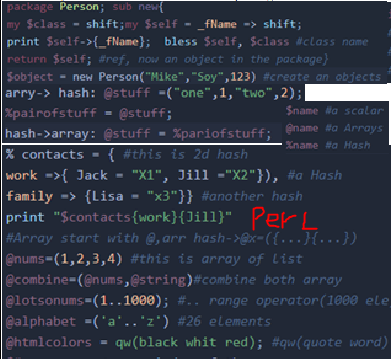 package Person; sub new{
my $class = shift;my $self = _fName => shift;
print $self->{_fName}; bless $self, $class #class name
return $self; #ref, now an object in the package}
$object = new Person("Mike","Soy",123) #create an objects
arry-> hash: @stuff =("one",1,"two",2);
%pairofstuff = @stuff;
hash->array: @stuff = %pariofstuff;
$name #a scalar
@name #a Arrays
%name #a Hash
% contacts = { #this is 2d hash
work =>{ Jack = "X1", Jill ="X2"}), #a Hash
family => {Lisa = "x3"}} #another hash
print "$contacts{work}{Jill}"
PerL
#Array start with @,arr hash->@x=({...}{...})
@nums=(1,2,3,4) #this is array of list
@combine=(@nums,@string)#combine both array
@lotsonums=(1..1000); #.. range operator(1000 ele
@alphabet =('a'..'z') #26 elements
@htmlcolors = qw(black whit red); #qw(quote word)